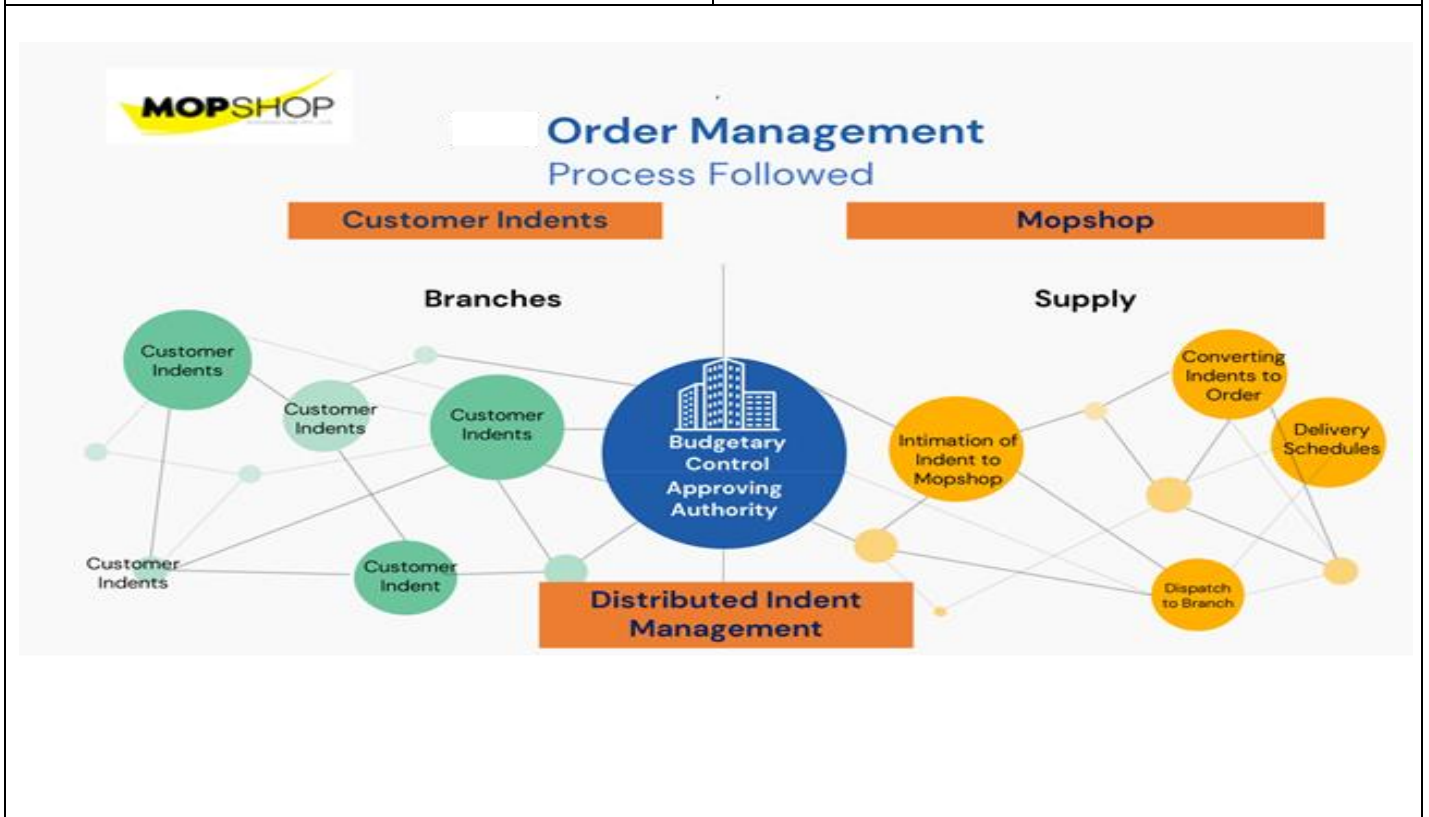 MOPSHOP
Order Management
Process Followed
Customer Indents
Mopshop
Branches
Supply
Customer
Indents
Customer
Indents
Customer
Indents
Customer
Indents
Customer
Indent
Budgetary
Control
Approving
Authority
Distributed Indent
Management
Intimation of
Indent to
Mopshop
Converting
Indents to
Order
Delivery
Schedules
Dispatch
to Branch